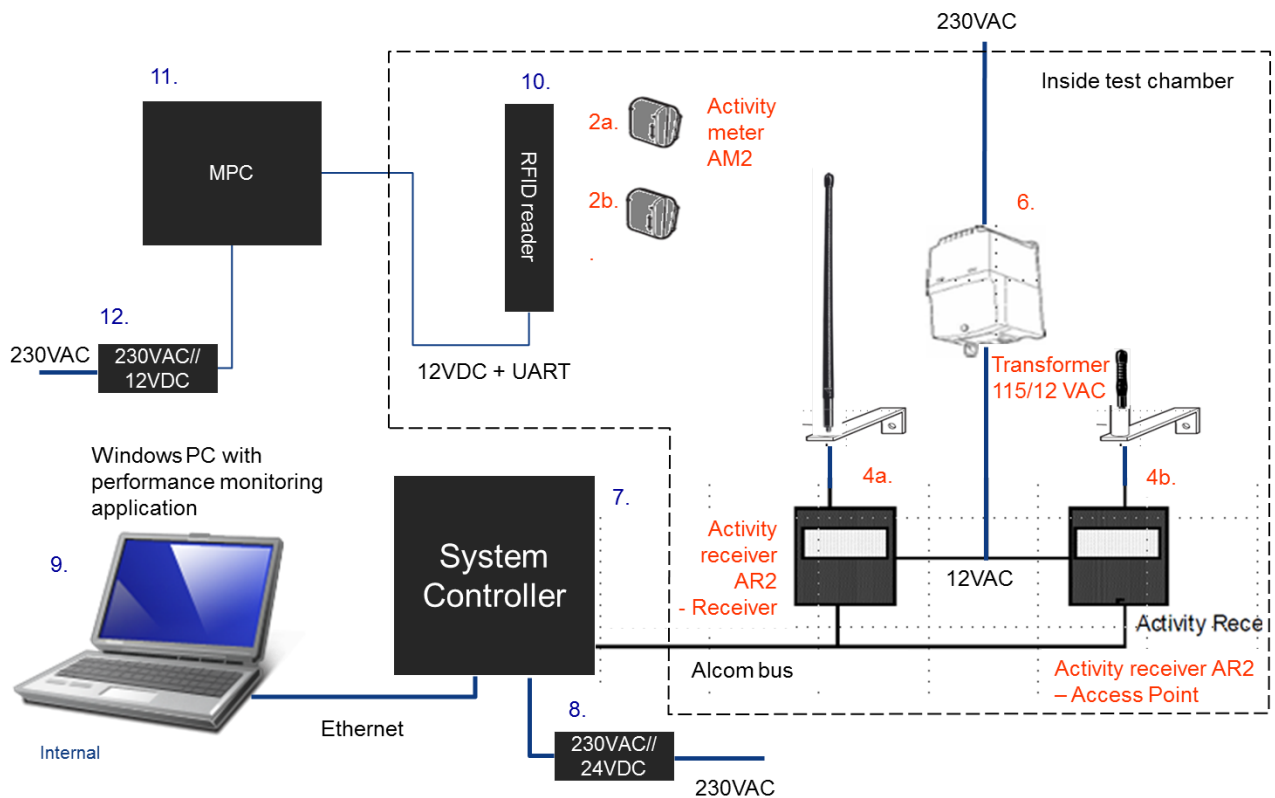 230VAC
Inside test chamber
11.
MPC
10.
RFID reader
2a.
Activity
meter
AM2
2b.
.
6.
12.
230VAC
230VAC//
12VDC
12VDC + UART
Transformer
115/12 VAC
Windows PC with
performance monitoring
application
9.
System
Controller
7.
4a.
4b.
Activity
receiver
AR2
- Receiver
12VAC
Activity Rece
Alcom bus
Activity receiver AR2
– Access Point
Ethernet
Internal
8.
230VAC//
24VDC
230VAC